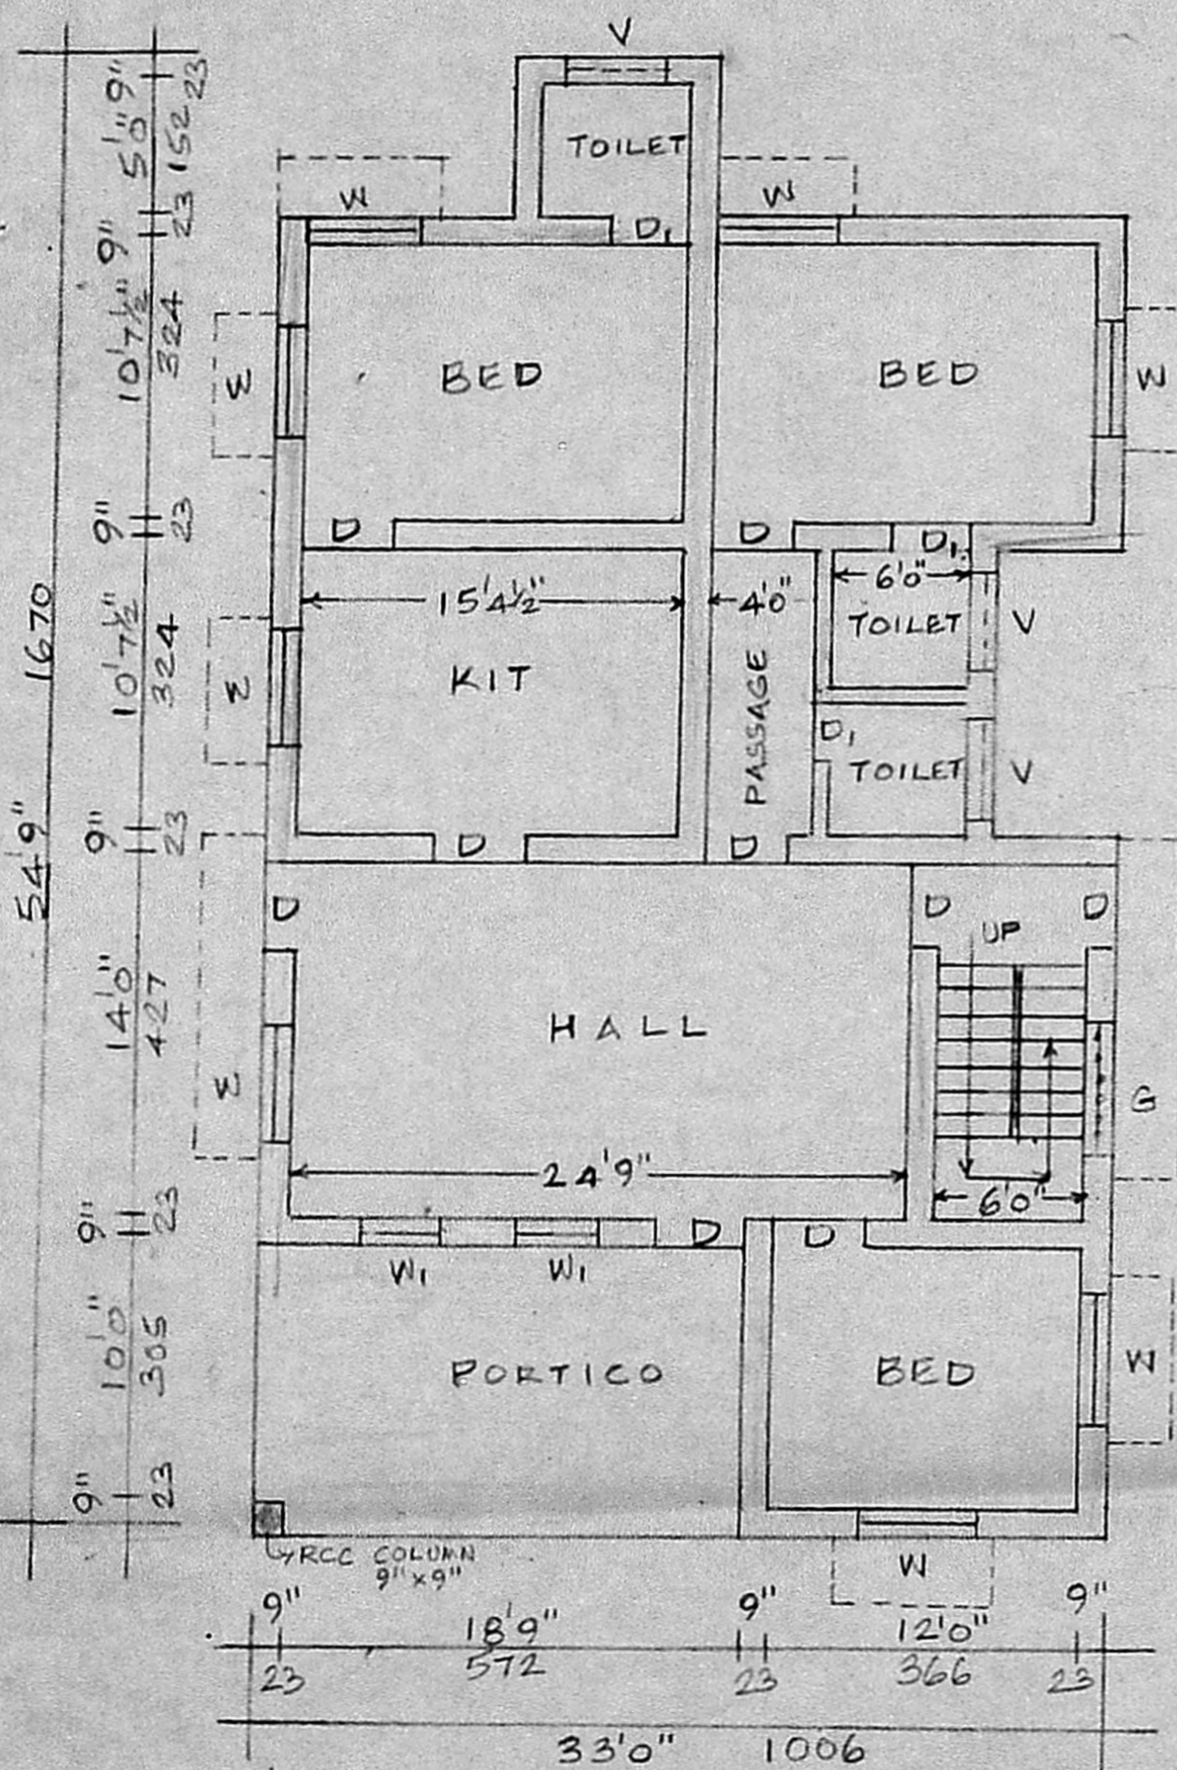 V
9" 23
5'0" 152
TOILET
W W
9" 23
D1
10'7½" 324
W BED BED W
9" 23
D D D1
15'4½" 4'0" 6'0"
TOILET V
10'7½" 324
W KIT PASSAGE
D1
TOILET V
9" 23
D D
54'9" 1670
D D D
UP
14'0" 427
HALL
W G
24'9" 6'0"
9" 23
D D
W1 W1
10'0" 305
PORTICO BED W
9" 23
RCC COLUMN
9"x9"
W
9" 18'9" 9" 12'0" 9"
23 572 23 366 23
33'0" 1006